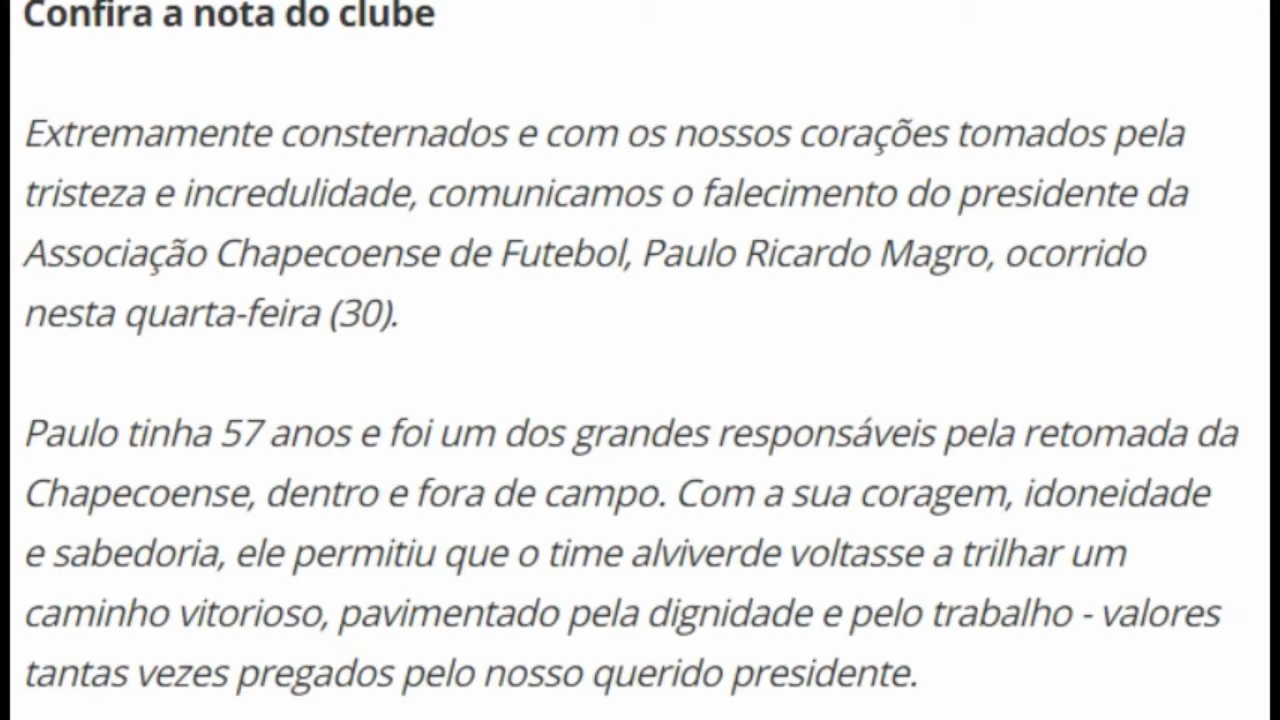 Confira a nota do clube
Extremamente consternados e com os nossos corações tomados pela
tristeza e incredulidade, comunicamos o falecimento do presidente da
Associação Chapecoense de Futebol, Paulo Ricardo Magro, ocorrido
nesta quarta-feira (30).
Paulo tinha 57 anos e foi um dos grandes responsáveis pela retomada da
Chapecoense, dentro e fora de campo. Com a sua coragem, idoneidade
e sabedoria, ele permitiu que o time alviverde voltasse a trilhar um
caminho vitorioso, pavimentado pela dignidade e pelo trabalho - valores
tantas vezes pregados pelo nosso querido presidente.